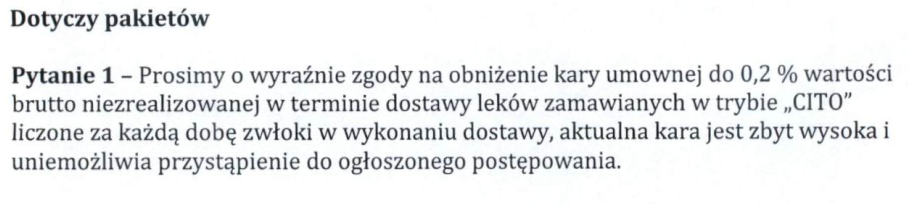 Dotyczy pakietów
Pytanie 1 – Prosimy o wyraźnie zgody na obniżenie kary umownej do 0,2 % wartości
brutto niezrealizowanej w terminie dostawy leków zamawianych w trybie „CITO”
liczone za każdą dobę zwłoki w wykonaniu dostawy, aktualna kara jest zbyt wysoka i
uniemożliwia przystąpienie do ogłoszonego postępowania.